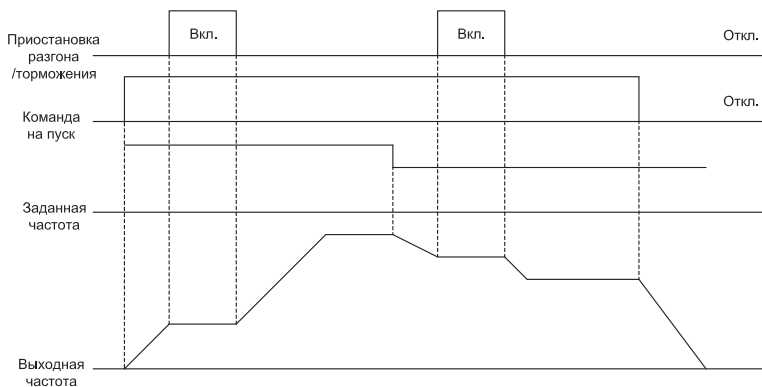 Вкл.
Вкл.
Откл.
Приостановка
разгона
/торможения
Откл.
Команда
на пуск
Заданная
частота
Выходная
частота